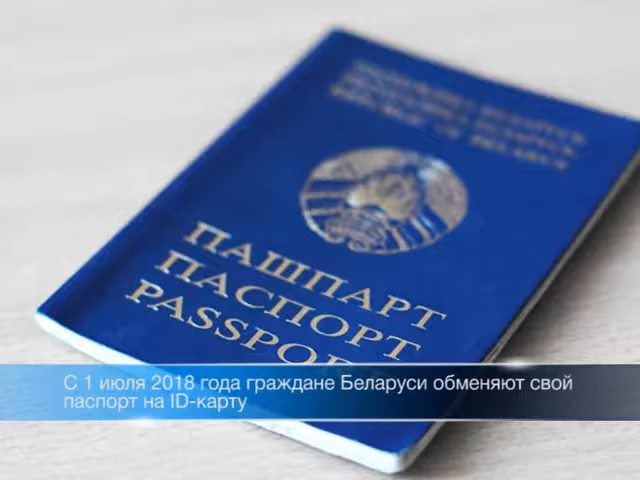 ПАШПАРТ
ПАСПОРТ
PASSPORT
С 1 июля 2018 года граждане Беларуси обменяют свой
паспорт на ID-карту